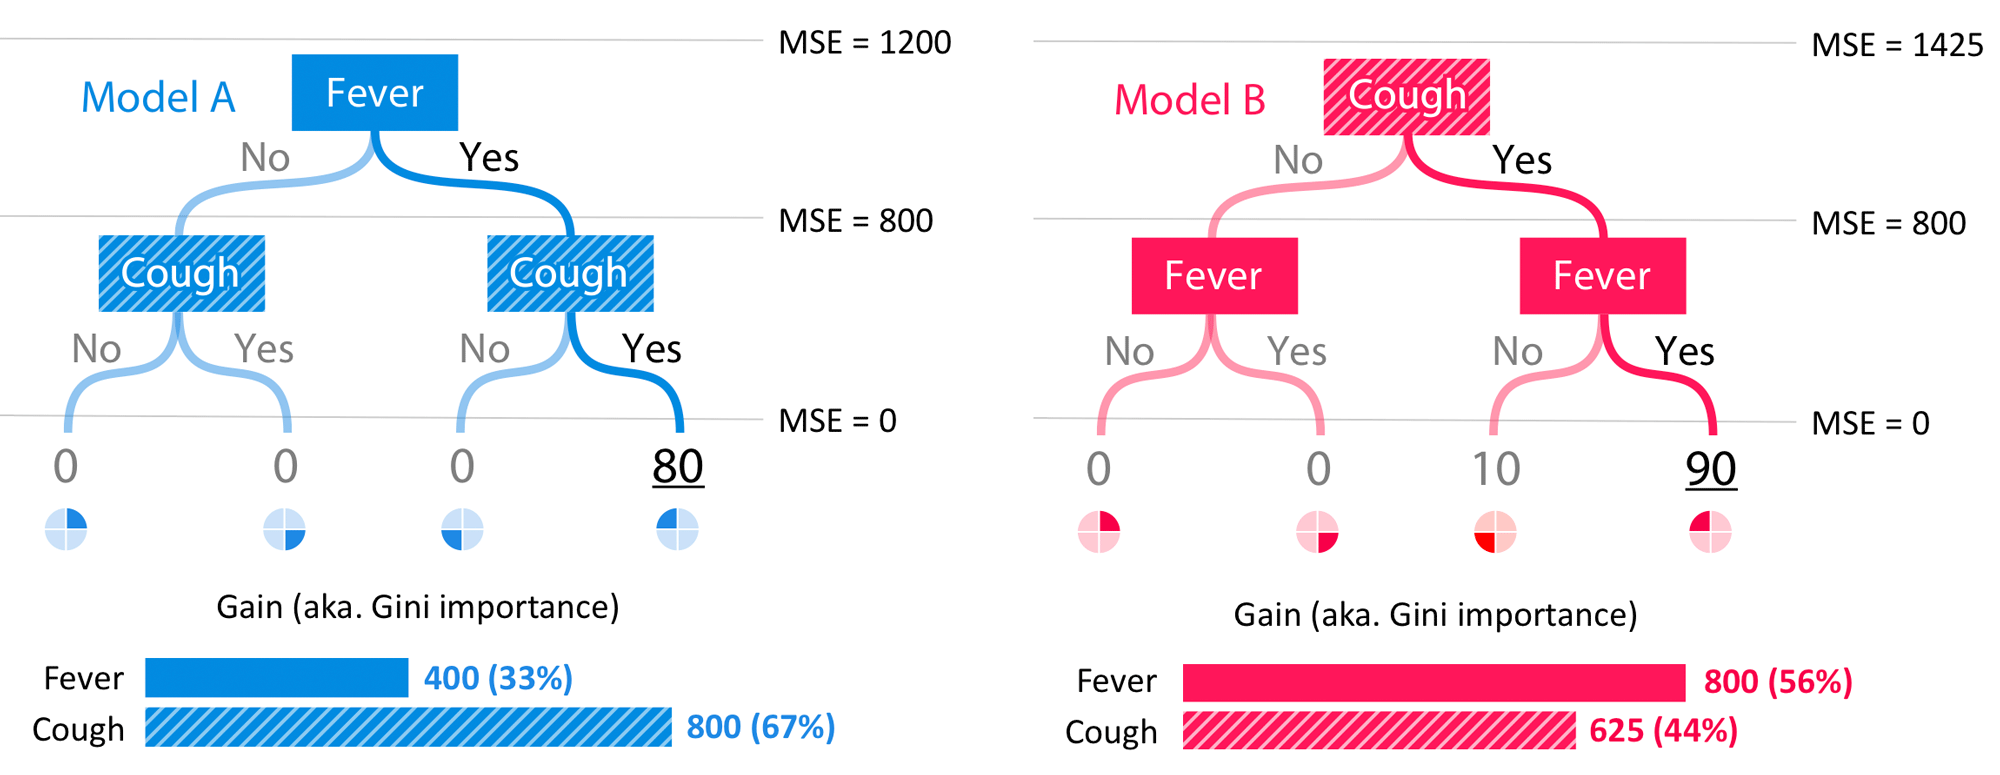 MSE = 1200
Model A
Fever
No
Yes
MSE = 800
Cough
Cough
No
Yes
No
Yes
MSE = 0
0
0
0
80
Gain (aka. Gini importance)
Fever
400 (33%)
Cough
800 (67%)
MSE = 1425
Model B
Cough
No
Yes
MSE = 800
Fever
Fever
No
Yes
No
Yes
MSE = 0
0
0
10
90
Gain (aka. Gini importance)
Fever
800 (56%)
Cough
625 (44%)